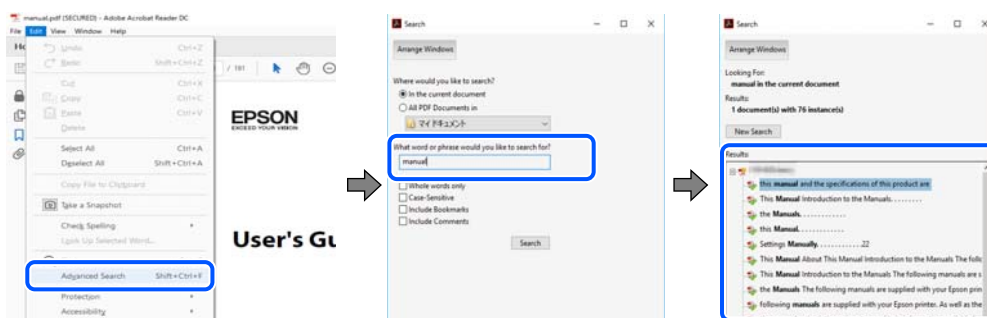 manual.pdf (SECURED) - Adobe Acrobat Reader DC
File Edit View Window Help
Undo Ctrl+Z
Redo Shift+Ctrl+Z
Cut Ctrl+X
Copy Ctrl+C
Paste Ctrl+V
Delete
Select All Ctrl+A
Deselect All Shift+Ctrl+A
Copy File to Clipboard
Take a Snapshot
Check Spelling
Look Up Selected Word...
Advanced Search Shift+Ctrl+F
Protection
Accessibility
/ 181
EPSON
EXCEED YOUR VISION
User's Gu
Search
Arrange Windows
Where would you like to search?
In the current document
All PDF Documents in
マイ ドキュメント
What word or phrase would you like to search for?
manual
Whole words only
Case-Sensitive
Include Bookmarks
Include Comments
Search
Search
Arrange Windows
Looking For:
manual in the current document
Results:
1 document(s) with 76 instance(s)
New Search
Results:
this manual and the specifications of this product are
This Manual Introduction to the Manuals. . . . . . . . .
the Manuals. . . . . . . . . . . .
this Manual. . . . . . . . . . . .
Settings Manually. . . . . . . . . . . .22
This Manual About This Manual Introduction to the Manuals The follo
This Manual Introduction to the Manuals The following manuals are s
the Manuals The following manuals are supplied with your Epson prin
following manuals are supplied with your Epson printer. As well as the